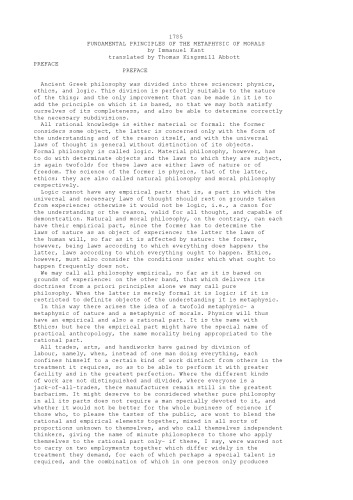 1785
FUNDAMENTAL PRINCIPLES OF THE METAPHYSIC OF MORALS
by Immanuel Kant
translated by Thomas Kingsmill Abbott
PREFACE
PREFACE
Ancient Greek philosophy was divided into three sciences: physics,
ethics, and logic. This division is perfectly suitable to the nature
of the thing; and the only improvement that can be made in it is to
add the principle on which it is based, so that we may both satisfy
ourselves of its completeness, and also be able to determine correctly
the necessary subdivisions.
All rational knowledge is either material or formal: the former
considers some object, the latter is concerned only with the form of
the understanding and of the reason itself, and with the universal
laws of thought in general without distinction of its objects.
Formal philosophy is called logic. Material philosophy, however, has
to do with determinate objects and the laws to which they are subject,
is again twofold; for these laws are either laws of nature or of
freedom. The science of the former is physics, that of the latter,
ethics; they are also called natural philosophy and moral philosophy
respectively.
Logic cannot have any empirical part; that is, a part in which the
universal and necessary laws of thought should rest on grounds taken
from experience; otherwise it would not be logic, i.e., a canon for
the understanding or the reason, valid for all thought, and capable of
demonstration. Natural and moral philosophy, on the contrary, can each
have their empirical part, since the former has to determine the
laws of nature as an object of experience; the latter the laws of
the human will, so far as it is affected by nature: the former,
however, being laws according to which everything does happen; the
latter, laws according to which everything ought to happen. Ethics,
however, must also consider the conditions under which what ought to
happen frequently does not.
We may call all philosophy empirical, so far as it is based on
grounds of experience: on the other hand, that which delivers its
doctrines from a priori principles alone we may call pure
philosophy. When the latter is merely formal it is logic; if it is
restricted to definite objects of the understanding it is metaphysic.
In this way there arises the idea of a twofold metaphysic- a
metaphysic of nature and a metaphysic of morals. Physics will thus
have an empirical and also a rational part. It is the same with
Ethics; but here the empirical part might have the special name of
practical anthropology, the name morality being appropriated to the
rational part.
All trades, arts, and handiworks have gained by division of
labour, namely, when, instead of one man doing everything, each
confines himself to a certain kind of work distinct from others in the
treatment it requires, so as to be able to perform it with greater
facility and in the greatest perfection. Where the different kinds
of work are not distinguished and divided, where everyone is a
jack-of-all-trades, there manufactures remain still in the greatest
barbarism. It might deserve to be considered whether pure philosophy
in all its parts does not require a man specially devoted to it, and
whether it would not be better for the whole business of science if
those who, to please the tastes of the public, are wont to blend the
rational and empirical elements together, mixed in all sorts of
proportions unknown to themselves, and who call themselves independent
thinkers, giving the name of minute philosophers to those who apply
themselves to the rational part only- if these, I say, were warned not
to carry on two employments together which differ widely in the
treatment they demand, for each of which perhaps a special talent is
required, and the combination of which in one person only produces